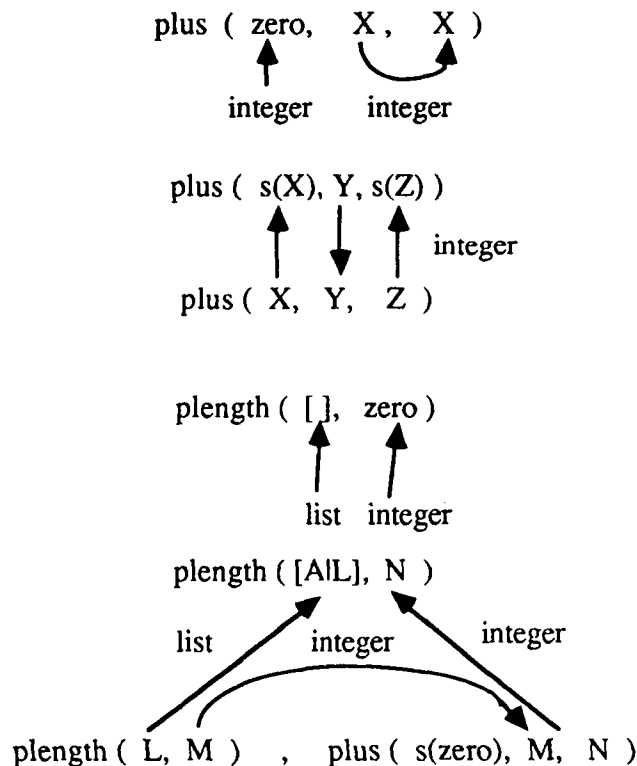 plus ( zero, X, X )
integer integer
plus ( s(X), Y, s(Z) )
integer
plus ( X, Y, Z )
plength ( [ ], zero )
list integer
plength ( [A|L], N )
list integer integer
plength ( L, M ) , plus ( s(zero), M, N )